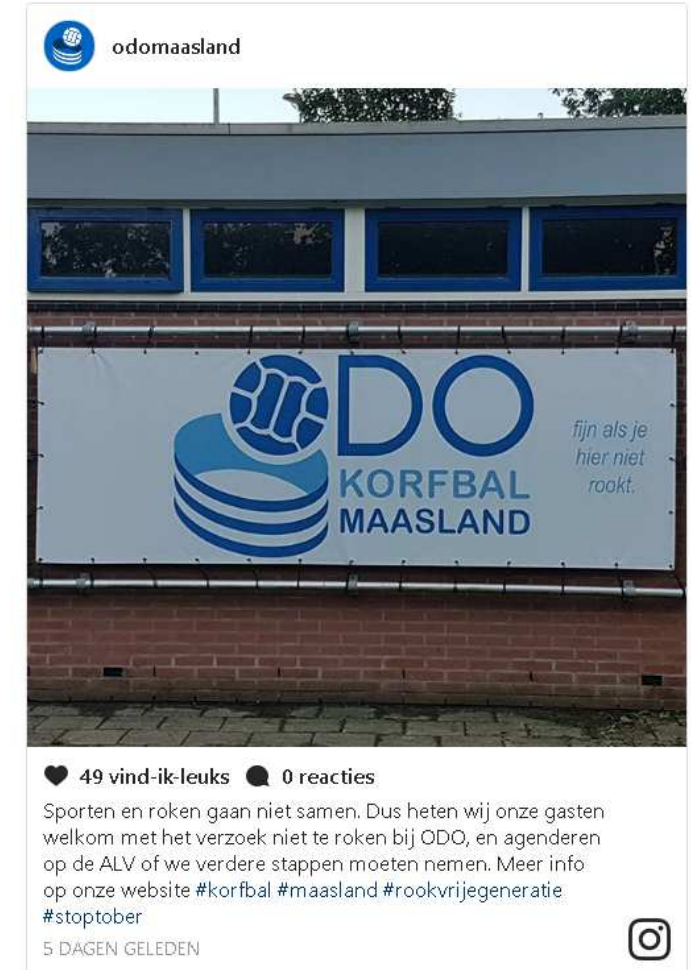 odomaasland
ODO
KORFBAL
MAASLAND
fijn als je
hier niet
rookt.
49 vind-ik-leuks 0 reacties
Sporten en roken gaan niet samen. Dus heten wij onze gasten
welkom met het verzoek niet te roken bij ODO, en agenderen
op de ALV of we verdere stappen moeten nemen. Meer info
op onze website #korfbal #maasland #rookvrijegeneratie
#stoptober
5 DAGEN GELEDEN